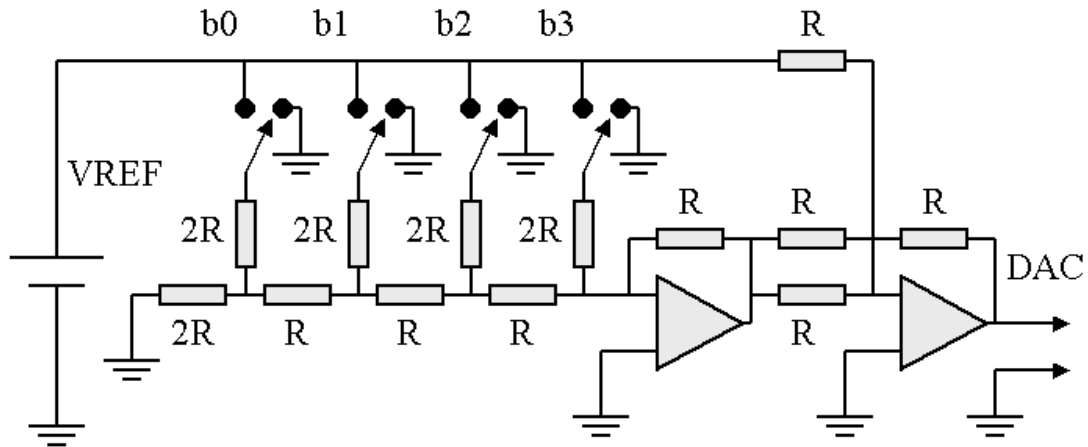 b0 b1 b2 b3 R
VREF
2R 2R 2R 2R R R R
DAC
2R R R R R